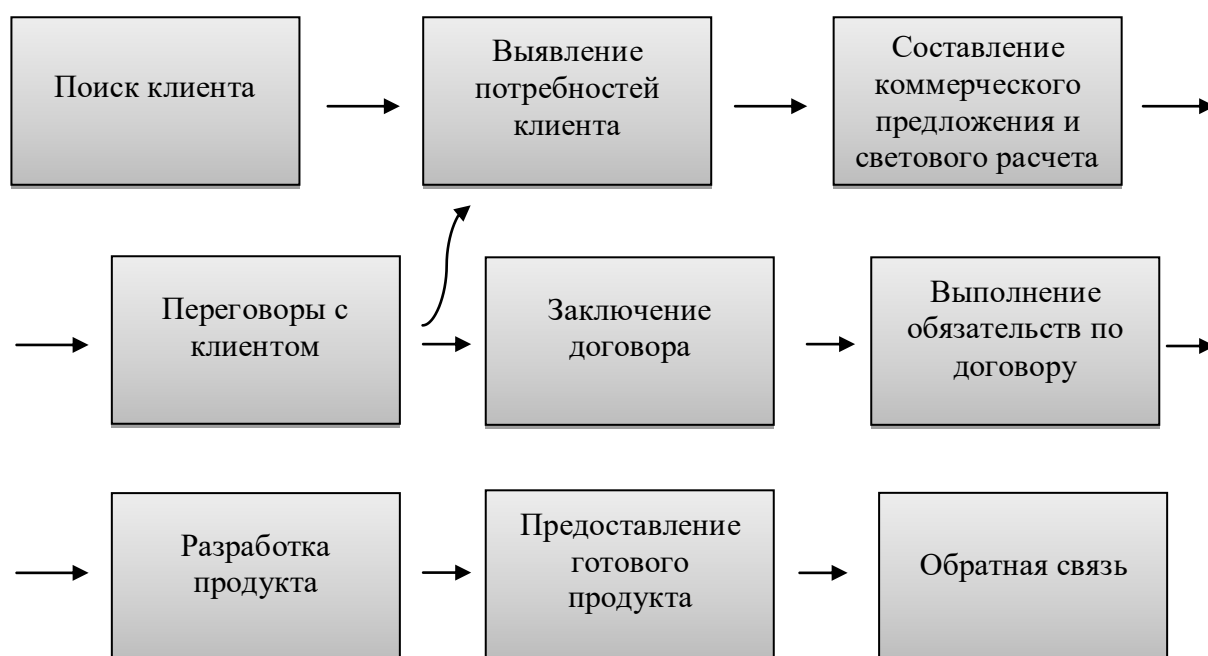 Поиск клиента
Выявление
потребностей
клиента
Составление
коммерческого
предложения и
светового расчета
Переговоры с
клиентом
Заключение
договора
Выполнение
обязательств по
договору
Разработка
продукта
Предоставление
готового
продукта
Обратная связь